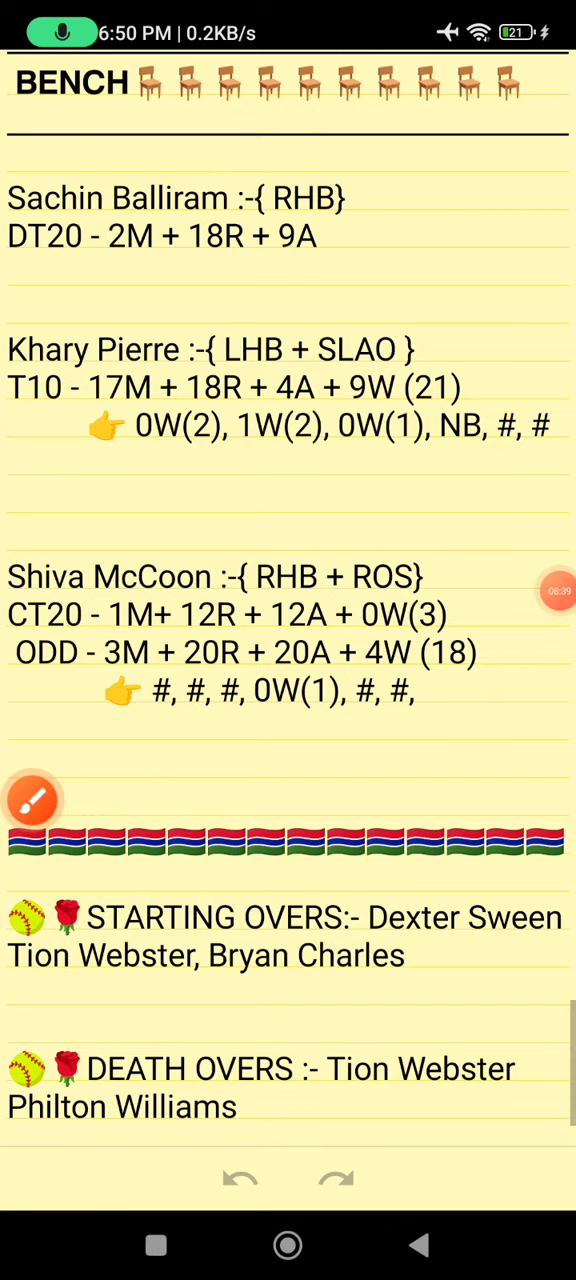 6:50 PM | 0.2KB/s
21
BENCH🪑🪑🪑🪑🪑🪑🪑🪑🪑🪑
Sachin Balliram :-{ RHB}
DT20 - 2M + 18R + 9A
Khary Pierre :-{ LHB + SLAO }
T10 - 17M + 18R + 4A + 9W (21)
👉 0W(2), 1W(2), 0W(1), NB, #, #
Shiva McCoon :-{ RHB + ROS}
08:39
CT20 - 1M+ 12R + 12A + 0W(3)
ODD - 3M + 20R + 20A + 4W (18)
👉 #, #, #, 0W(1), #, #,
🇬🇲🇬🇲🇬🇲🇬🇲🇬🇲🇬🇲🇬🇲🇬🇲🇬🇲🇬🇲🇬🇲🇬🇲🇬🇲🇬🇲
🥎🌹STARTING OVERS:- Dexter Sween
Tion Webster, Bryan Charles
🥎🌹DEATH OVERS :- Tion Webster
Philton Williams